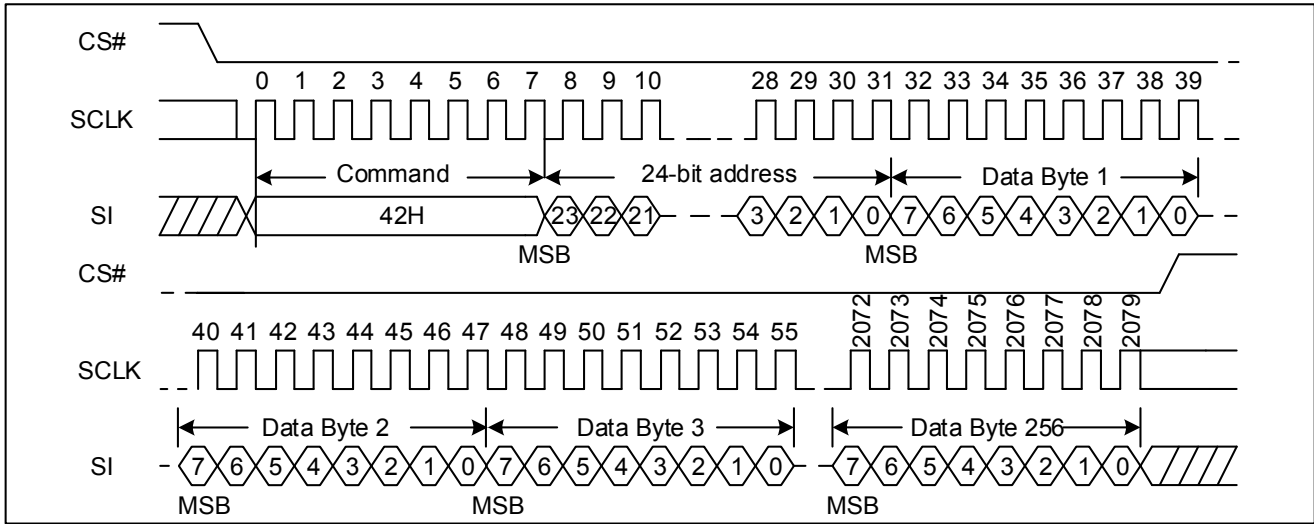 CS#
0 1 2 3 4 5 6 7 8 9 10 28 29 30 31 32 33 34 35 36 37 38 39
SCLK
Command 24-bit address Data Byte 1
SI 42H 23 22 21 3 2 1 0 7 6 5 4 3 2 1 0
MSB MSB
CS#
40 41 42 43 44 45 46 47 48 49 50 51 52 53 54 55 2072 2073 2074 2075 2076 2077 2078 2079
SCLK
Data Byte 2 Data Byte 3 Data Byte 256
SI 7 6 5 4 3 2 1 0 7 6 5 4 3 2 1 0 7 6 5 4 3 2 1 0
MSB MSB MSB